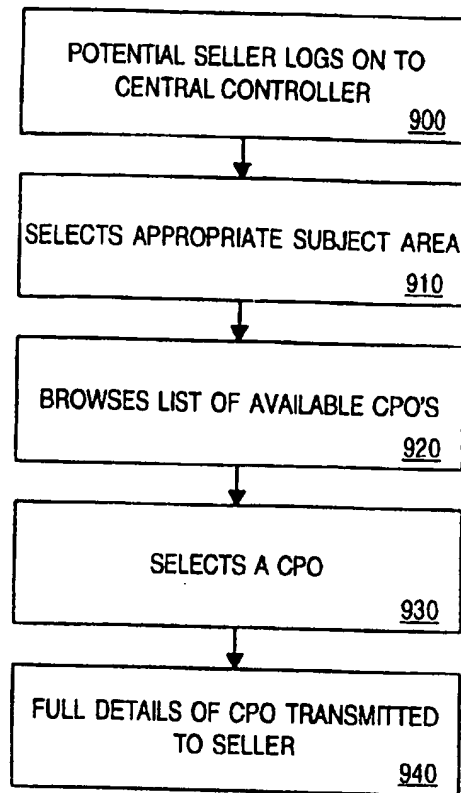 POTENTIAL SELLER LOGS ON TO
CENTRAL CONTROLLER
900
SELECTS APPROPRIATE SUBJECT AREA
910
BROWSES LIST OF AVAILABLE CPO'S
920
SELECTS A CPO
930
FULL DETAILS OF CPO TRANSMITTED
TO SELLER
940